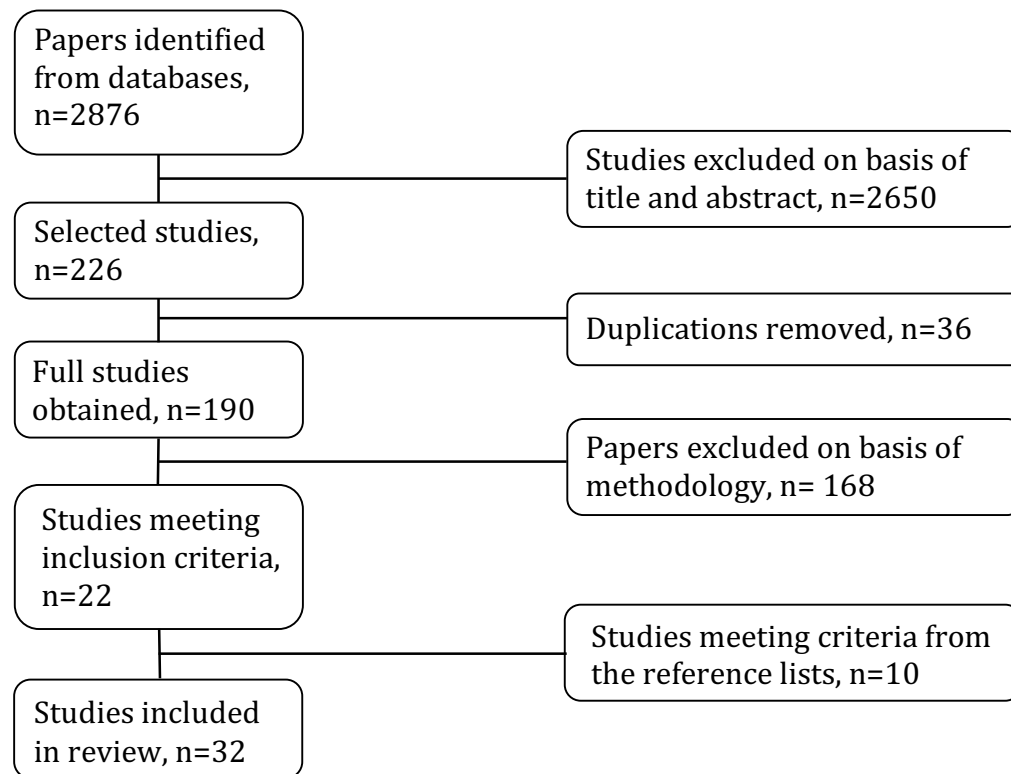 Papers identified
from databases,
n=2876
Studies excluded on basis of
title and abstract, n=2650
Selected studies,
n=226
Duplications removed, n=36
Full studies
obtained, n=190
Papers excluded on basis of
methodology, n= 168
Studies meeting
inclusion criteria,
n=22
Studies meeting criteria from
the reference lists, n=10
Studies included
in review, n=32